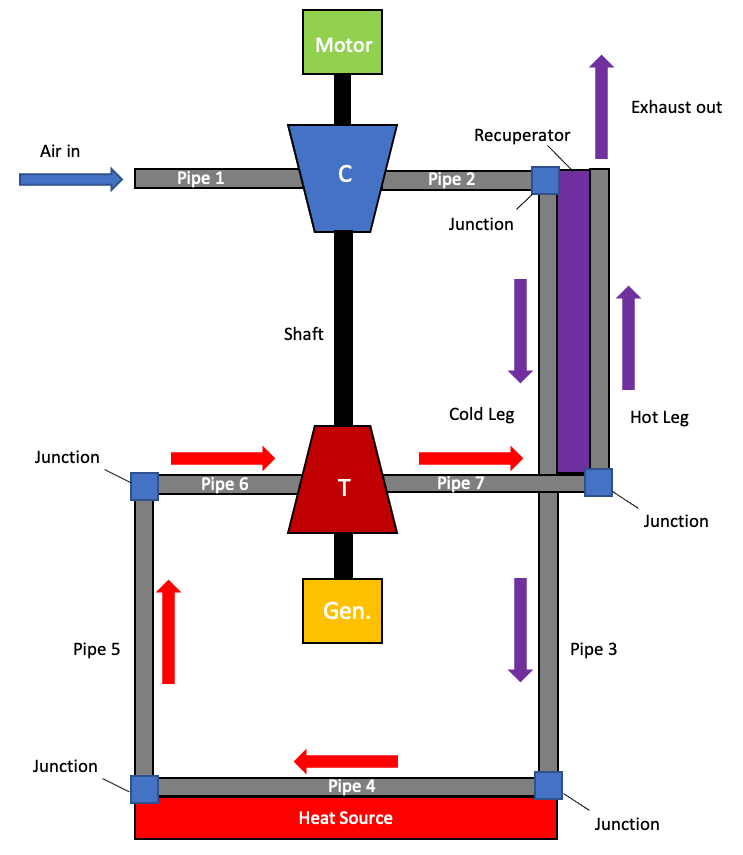 Motor
Exhaust out
Recuperator
Air in
Pipe 1
C
Pipe 2
Junction
Shaft
Cold Leg
Hot Leg
Junction
Pipe 6
T
Pipe 7
Junction
Gen.
Pipe 5
Pipe 3
Junction
Pipe 4
Heat Source
Junction